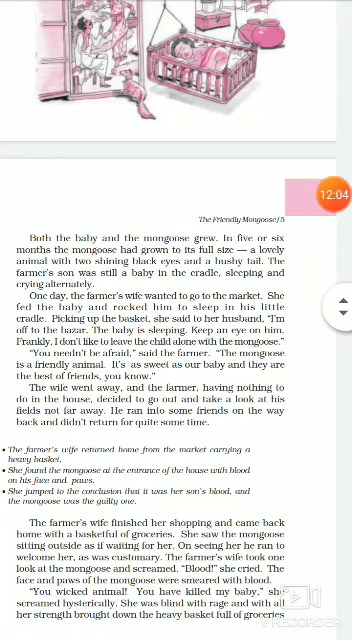 12:04
The Friendly Mongoose/5
Both the baby and the mongoose grew. In five or six
months the mongoose had grown to its full size — a lovely
animal with two shining black eyes and a bushy tail. The
farmer's son was still a baby in the cradle, sleeping and
crying alternately.
One day, the farmer's wife wanted to go to the market. She
fed the baby and rocked him to sleep in his little
cradle. Picking up the basket, she said to her husband, "I'm
off to the bazar. The baby is sleeping. Keep an eye on him.
Frankly, I don't like to leave the child alone with the mongoose."
"You needn't be afraid," said the farmer. "The mongoose
is a friendly animal. It's as sweet as our baby and they are
the best of friends, you know."
The wife went away, and the farmer, having nothing to
do in the house, decided to go out and take a look at his
fields not far away. He ran into some friends on the way
back and didn't return for quite some time.
• The farmer's wife returned home from the market carrying a
heavy basket.
• She found the mongoose at the entrance of the house with blood
on his face and paws.
• She jumped to the conclusion that it was her son's blood, and
the mongoose was the guilty one.
The farmer's wife finished her shopping and came back
home with a basketful of groceries. She saw the mongoose
sitting outside as if waiting for her. On seeing her he ran to
welcome her, as was customary. The farmer's wife took one
look at the mongoose and screamed. "Blood!" she cried. The
face and paws of the mongoose were smeared with blood.
"You wicked animal! You have killed my baby," she
screamed hysterically. She was blind with rage and with all
her strength brought down the heavy basket full of groceries
VIDEOSHOW